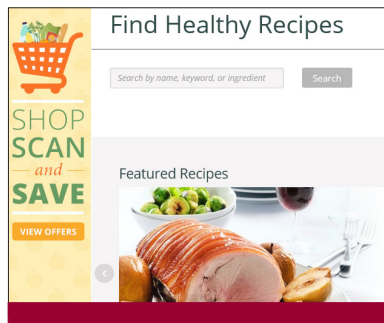 Find Healthy Recipes
Search by name, keyword, or ingredient
Search
SHOP
SCAN
and
SAVE
VIEW OFFERS
Featured Recipes